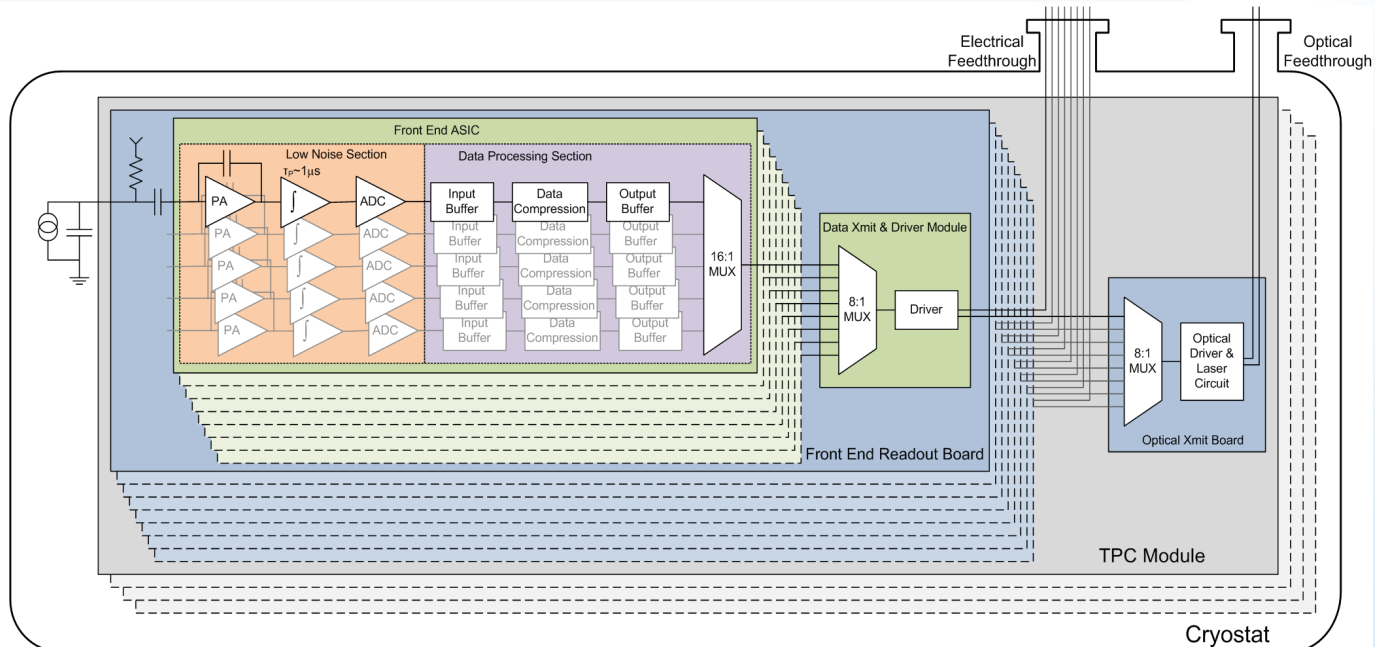 Electrical
Feedthrough
Optical
Feedthrough
Front End ASIC
Low Noise Section
τP~1µs
Data Processing Section
PA
∫
ADC
Input
Buffer
Data
Compression
Output
Buffer
PA
∫
ADC
Input
Buffer
Data
Compression
Output
Buffer
PA
∫
ADC
Input
Buffer
Data
Compression
Output
Buffer
PA
∫
ADC
Input
Buffer
Data
Compression
Output
Buffer
PA
∫
ADC
Input
Buffer
Data
Compression
Output
Buffer
16:1
MUX
Data Xmit & Driver Module
8:1
MUX
Driver
Front End Readout Board
8:1
MUX
Optical
Driver &
Laser
Circuit
Optical Xmit Board
TPC Module
Cryostat